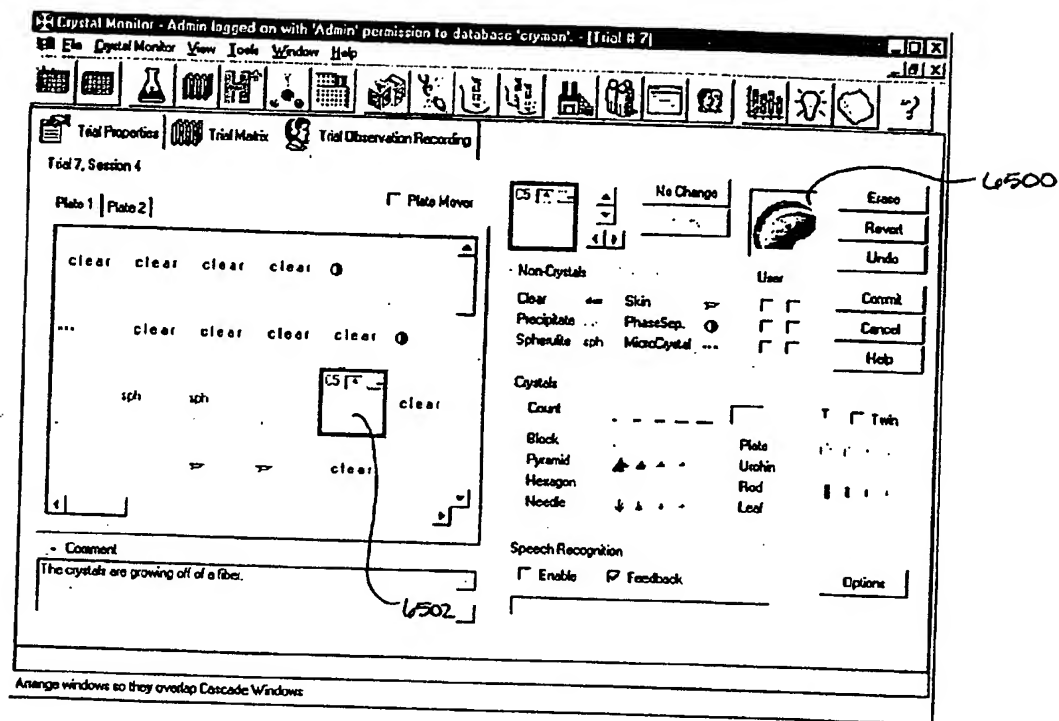 Crystal Monitor - Admin logged on with 'Admin' permission to database 'crymon'. - [Trial # 7]
File Crystal Monitor View Tools Window Help
Trial Properties Trial Matrix Trial Observation Recording
Trial 7, Session 4
Plate 1 Plate 2 Plate Mover
C5 No Change Erase
6500
Revert
Undo
clear clear clear clear
Non-Crystals User
Clear Skin Commit
Precipitate PhaseSep. Cancel
Spherulite sph MicroCrystal Help
clear clear clear clear
sph sph C5 clear
clear
Crystals
Count T Twin
Block Plate
Pyramid Urchin
Hexagon Rod
Needle Leaf
Comment
The crystals are growing off of a fiber.
6502
Speech Recognition
Enable Feedback Options
Arrange windows so they overlap Cascade Windows